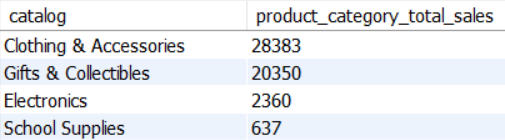 catalog product_category_total_sales
Clothing & Accessories 28383
Gifts & Collectibles 20350
Electronics 2360
School Supplies 637